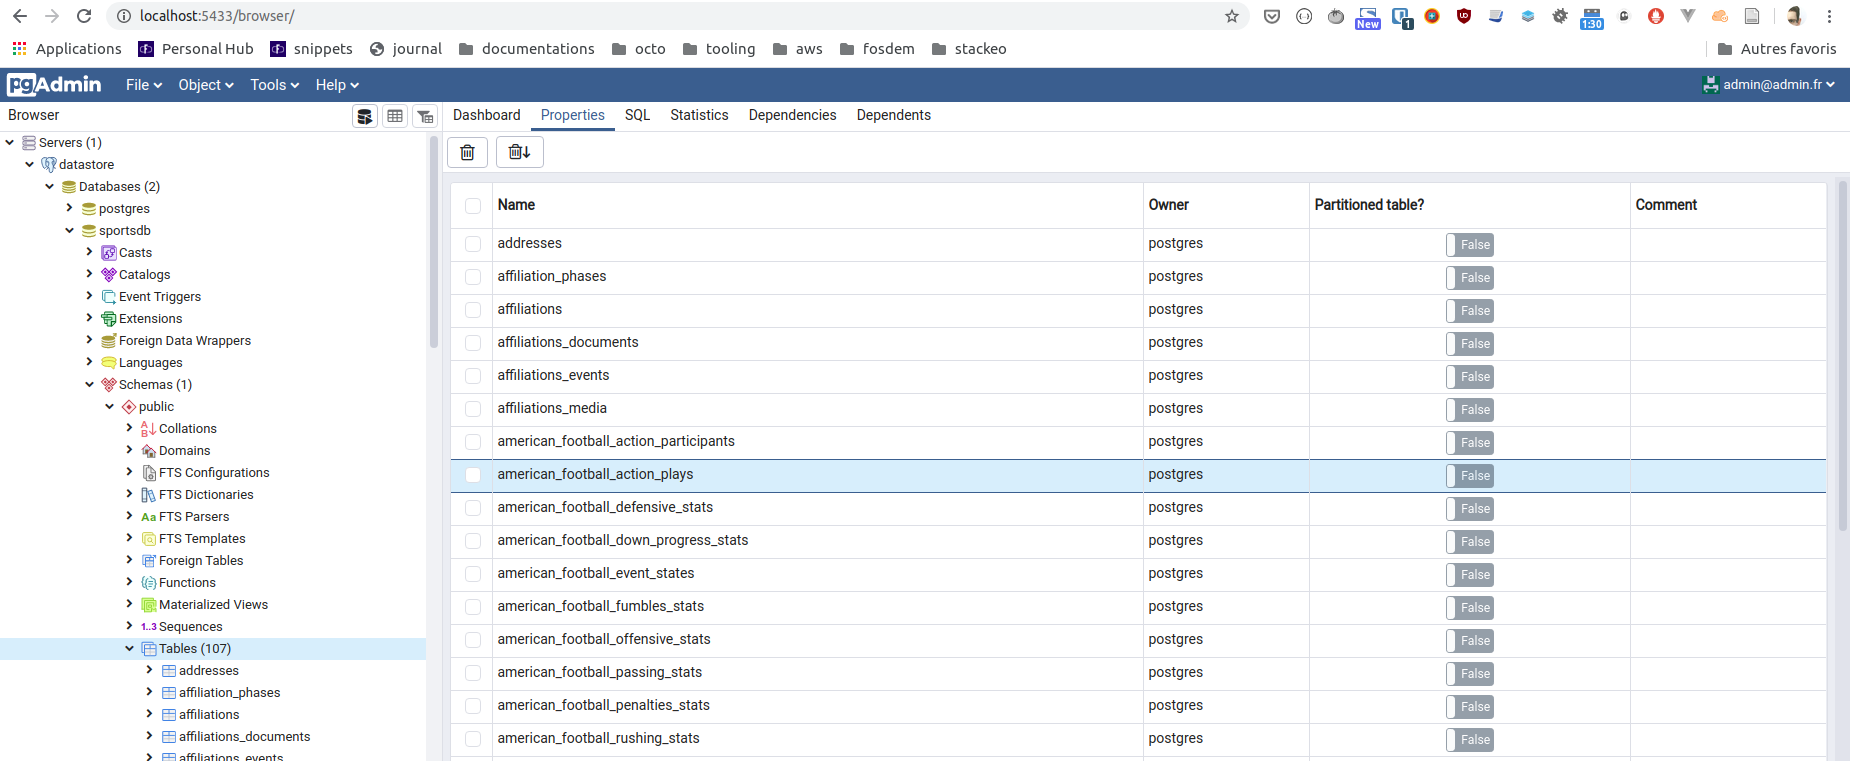 localhost:5433/browser/
New
1
1:30
Applications Personal Hub snippets journal documentations octo tooling aws fosdem stackeo Autres favoris
pgAdmin File Object Tools Help admin@admin.fr
Browser
Dashboard Properties SQL Statistics Dependencies Dependents
Servers (1)
datastore
Databases (2)
postgres
sportsdb
Casts
Catalogs
Event Triggers
Extensions
Foreign Data Wrappers
Languages
Schemas (1)
public
Collations
Domains
FTS Configurations
FTS Dictionaries
Aa FTS Parsers
FTS Templates
Foreign Tables
Functions
Materialized Views
1..3 Sequences
Tables (107)
addresses
affiliation_phases
affiliations
affiliations_documents
affiliations_events
Name Owner Partitioned table? Comment
addresses postgres False
affiliation_phases postgres False
affiliations postgres False
affiliations_documents postgres False
affiliations_events postgres False
affiliations_media postgres False
american_football_action_participants postgres False
american_football_action_plays postgres False
american_football_defensive_stats postgres False
american_football_down_progress_stats postgres False
american_football_event_states postgres False
american_football_fumbles_stats postgres False
american_football_offensive_stats postgres False
american_football_passing_stats postgres False
american_football_penalties_stats postgres False
american_football_rushing_stats postgres False